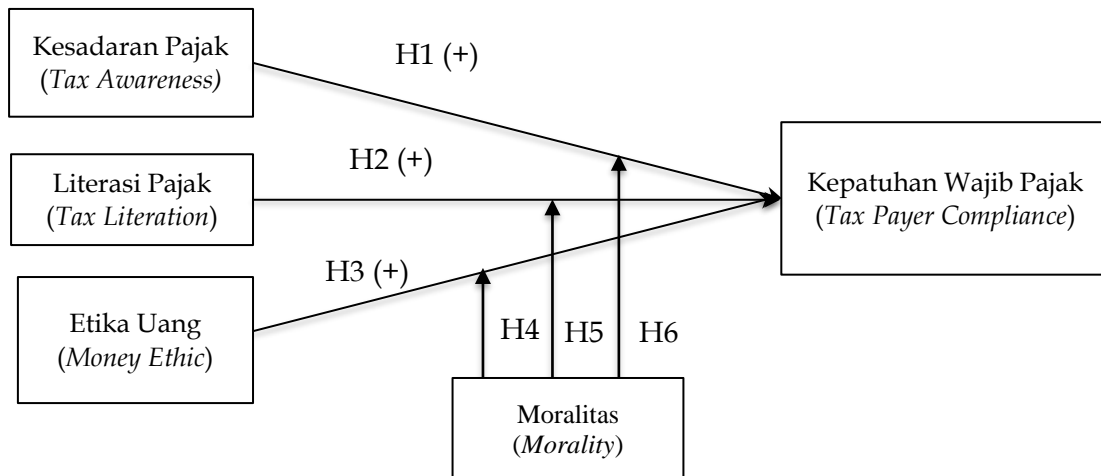 Kesadaran Pajak
(Tax Awareness)
H1 (+)
Literasi Pajak
(Tax Literation)
H2 (+)
Kepatuhan Wajib Pajak
(Tax Payer Compliance)
Etika Uang
(Money Ethic)
H3 (+)
H4
H5
H6
Moralitas
(Morality)